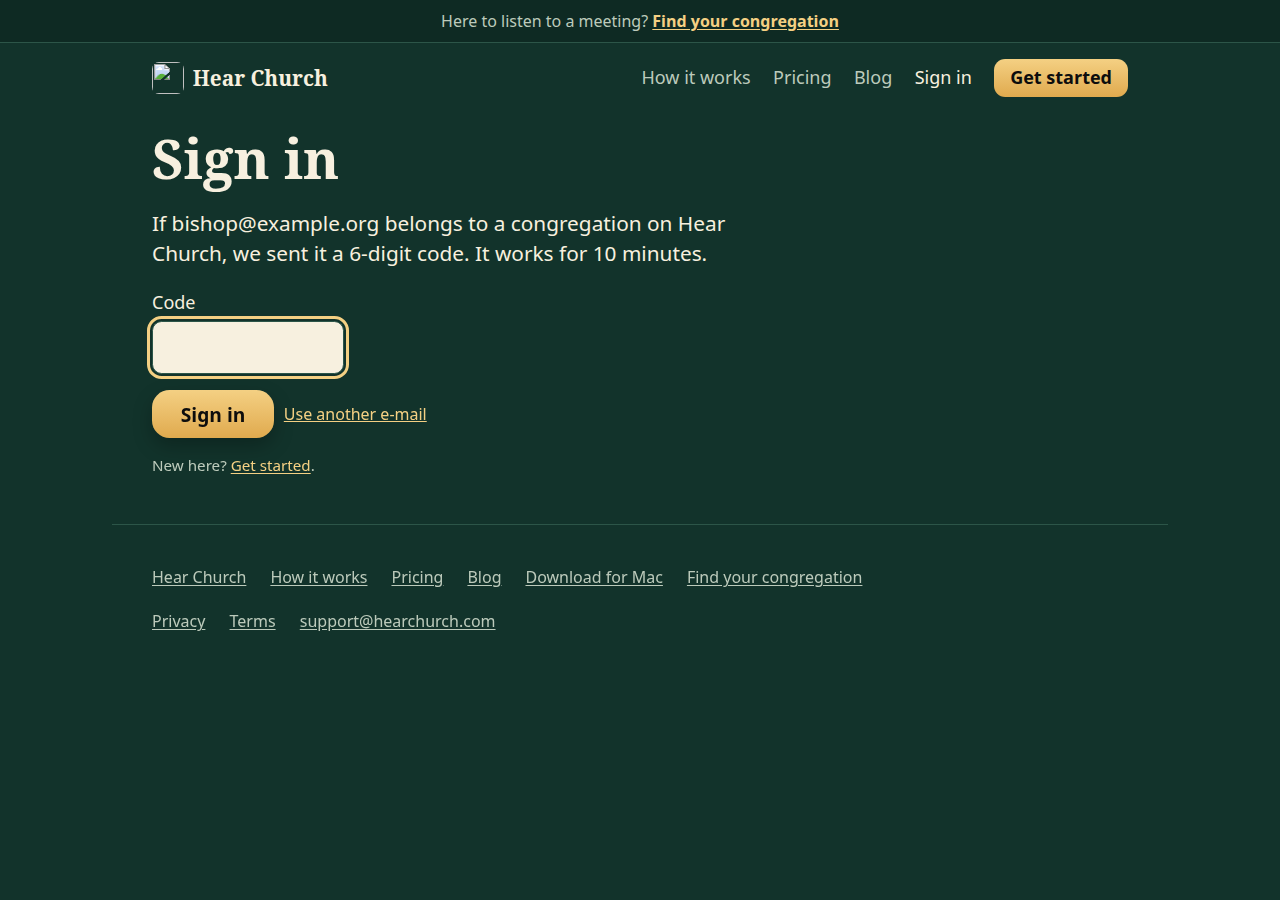 Here to listen to a meeting? Find your congregation
Hear Church
How it works Pricing Blog Sign in Get started
Sign in
If bishop@example.org belongs to a congregation on Hear
Church, we sent it a 6-digit code. It works for 10 minutes.
Code
Sign in Use another e-mail
New here? Get started.
Hear Church How it works Pricing Blog Download for Mac Find your congregation
Privacy Terms support@hearchurch.com